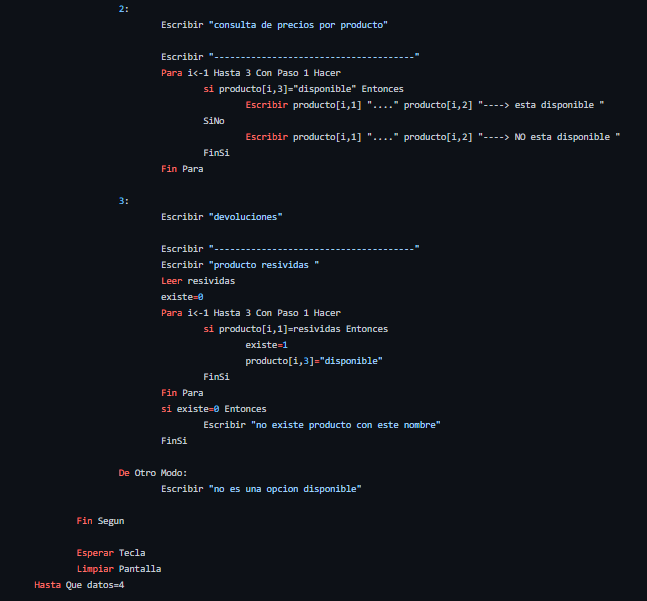 2:
Escribir "consulta de precios por producto"
Escribir "--------------------------------------"
Para i<-1 Hasta 3 Con Paso 1 Hacer
si producto[i,3]="disponible" Entonces
Escribir producto[i,1] "...." producto[i,2] "----> esta disponible "
SiNo
Escribir producto[i,1] "...." producto[i,2] "----> NO esta disponible "
FinSi
Fin Para
3:
Escribir "devoluciones"
Escribir "--------------------------------------"
Escribir "producto resividas "
Leer resividas
existe=0
Para i<-1 Hasta 3 Con Paso 1 Hacer
si producto[i,1]=resividas Entonces
existe=1
producto[i,3]="disponible"
FinSi
Fin Para
si existe=0 Entonces
Escribir "no existe producto con este nombre"
FinSi
De Otro Modo:
Escribir "no es una opcion disponible"
Fin Segun
Esperar Tecla
Limpiar Pantalla
Hasta Que datos=4